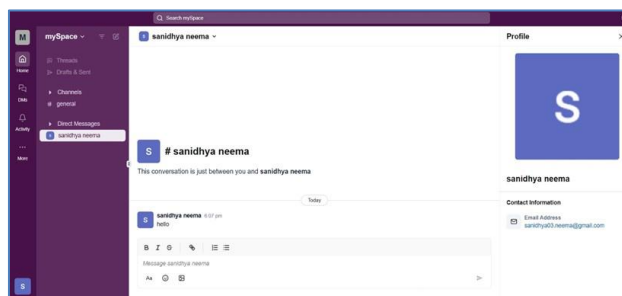 Search mySpace
M
mySpace
sanidhya neema
Profile
Home
Threads
Drafts & Sent
DMs
Channels
# general
Activity
Direct Messages
S sanidhya neema
More
S
S # sanidhya neema
This conversation is just between you and sanidhya neema
Today
S sanidhya neema 6:07 pm
hello
B I S
Message sanidhya neema
Aa
S
sanidhya neema
Contact Information
Email Address
sanidhya03.neema@gmail.com
S